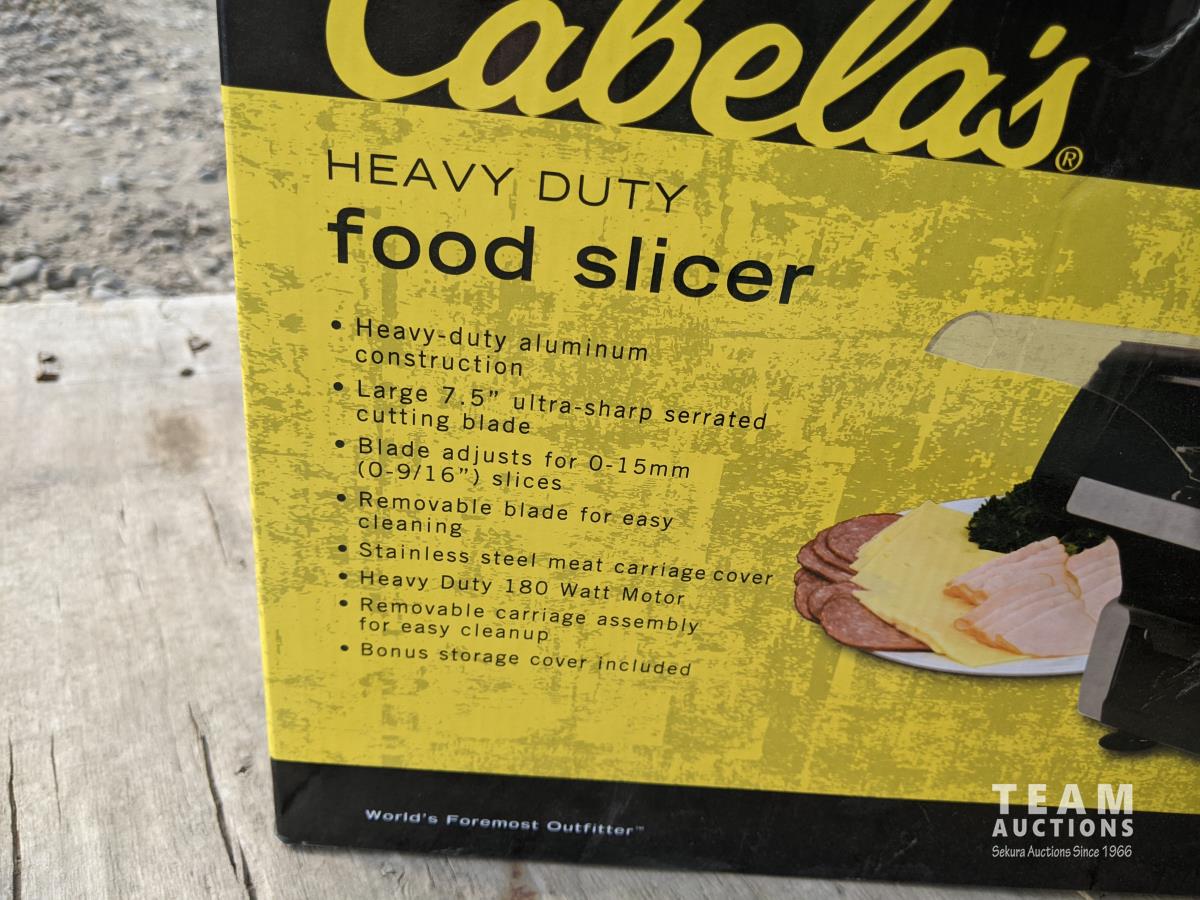 Cabela's®
HEAVY DUTY
food slicer
• Heavy-duty aluminum
construction
• Large 7.5” ultra-sharp serrated
cutting blade
• Blade adjusts for 0-15mm
(0-9/16”) slices
• Removable blade for easy
cleaning
• Stainless steel meat carriage cover
• Heavy Duty 180 Watt Motor
• Removable carriage assembly
for easy cleanup
• Bonus storage cover included
World's Foremost Outfitter™
TEAM
AUCTIONS
Sekura Auctions Since 1966